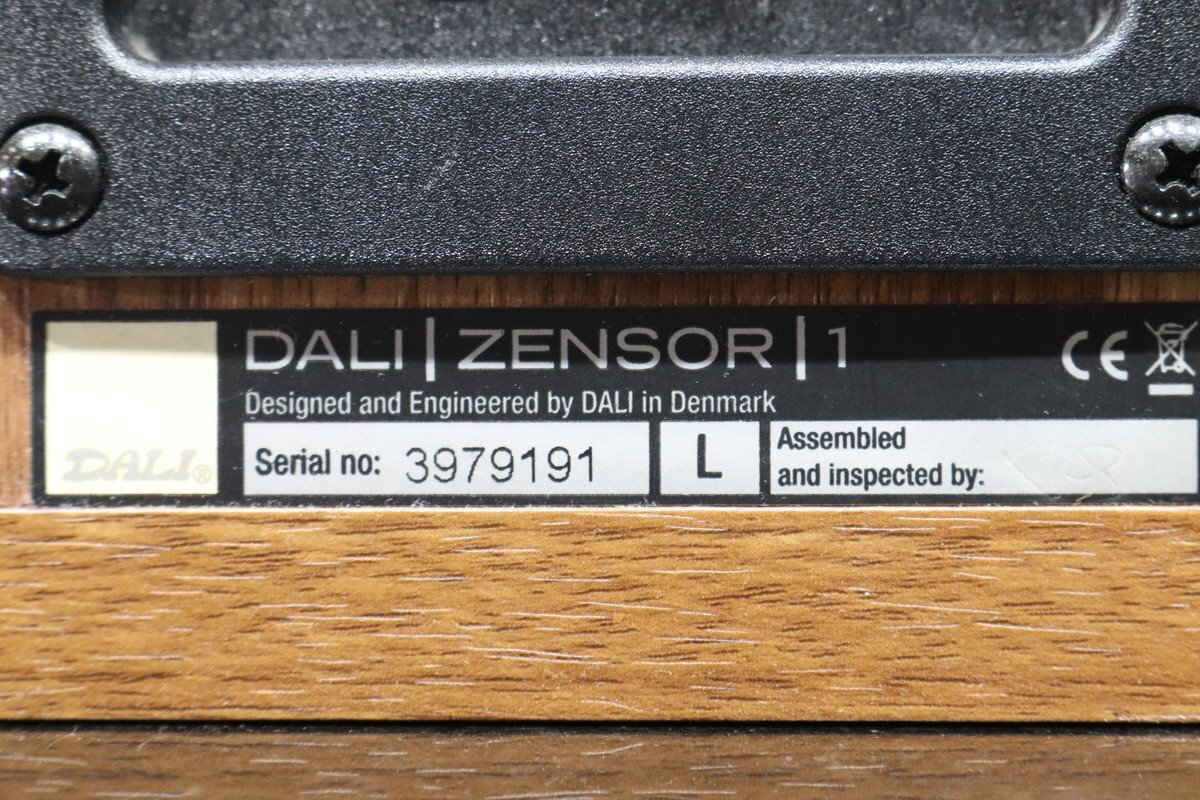 DALI | ZENSOR | 1
CE
Designed and Engineered by DALI in Denmark
DALI®
Serial no: 3979191
L
Assembled
and inspected by: